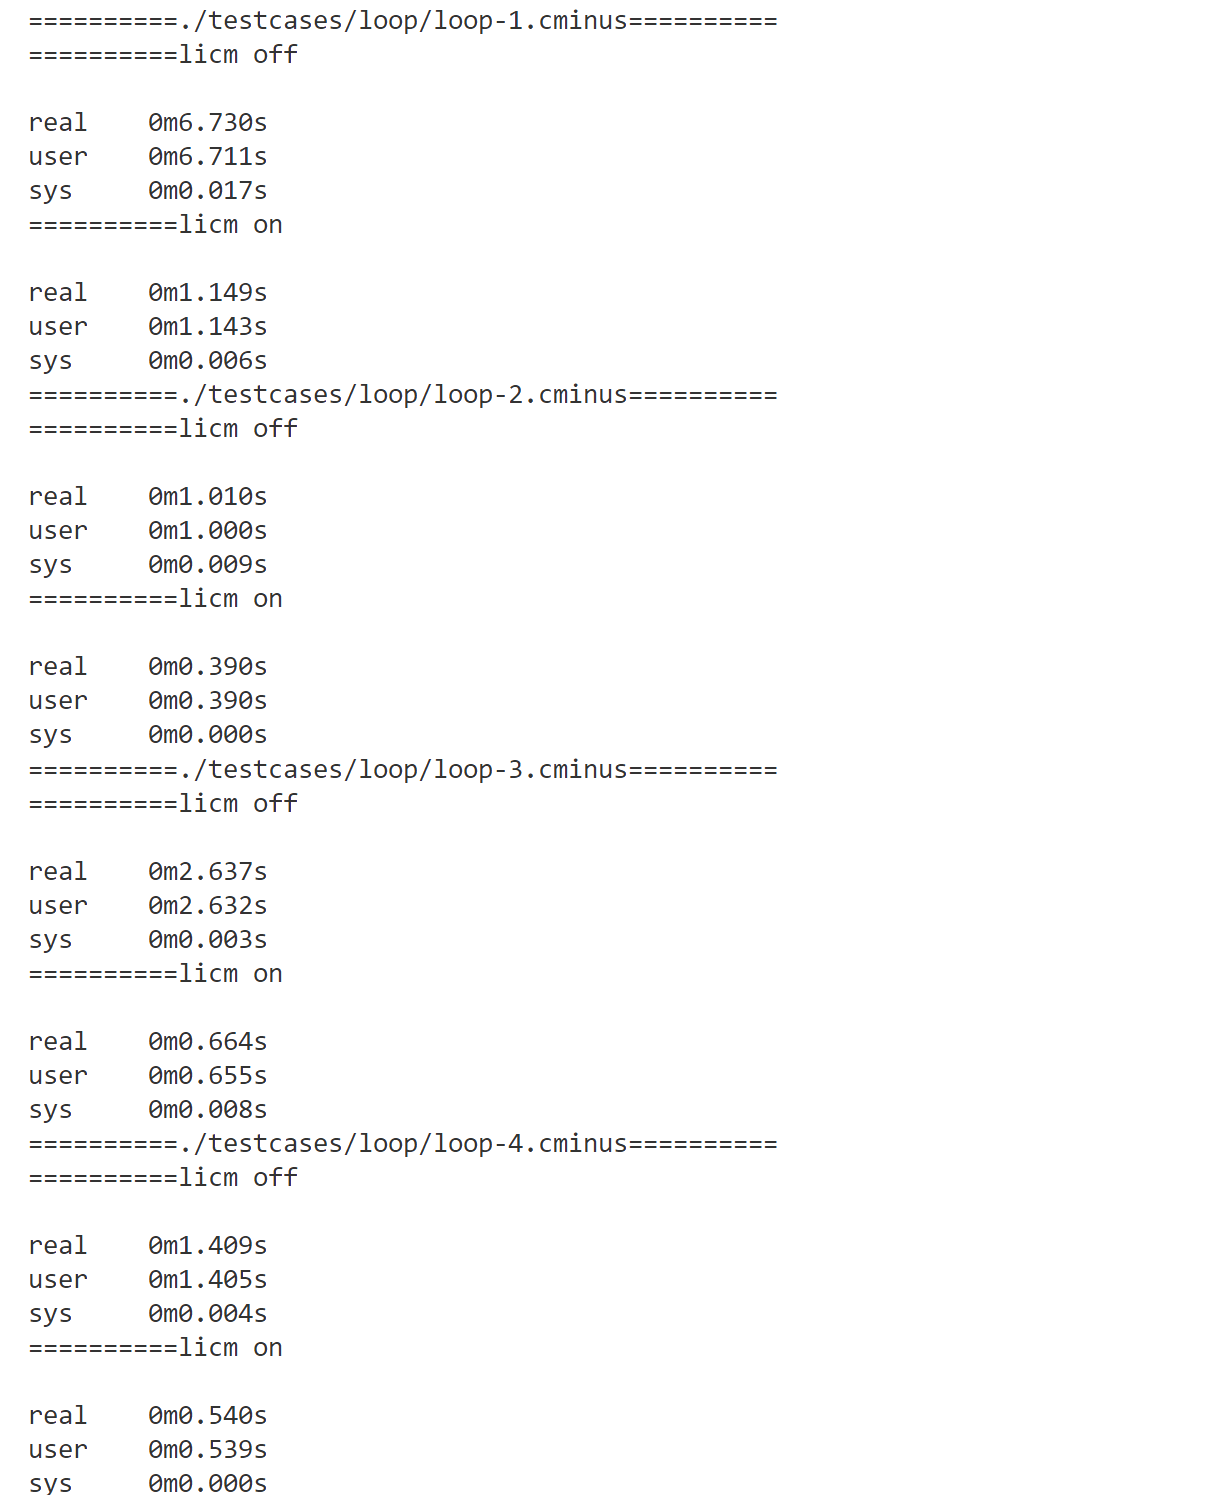 ==========./testcases/loop/loop-1.cminus==========
==========licm off
real    0m6.730s
user    0m6.711s
sys     0m0.017s
==========licm on
real    0m1.149s
user    0m1.143s
sys     0m0.006s
==========./testcases/loop/loop-2.cminus==========
==========licm off
real    0m1.010s
user    0m1.000s
sys     0m0.009s
==========licm on
real    0m0.390s
user    0m0.390s
sys     0m0.000s
==========./testcases/loop/loop-3.cminus==========
==========licm off
real    0m2.637s
user    0m2.632s
sys     0m0.003s
==========licm on
real    0m0.664s
user    0m0.655s
sys     0m0.008s
==========./testcases/loop/loop-4.cminus==========
==========licm off
real    0m1.409s
user    0m1.405s
sys     0m0.004s
==========licm on
real    0m0.540s
user    0m0.539s
sys     0m0.000s